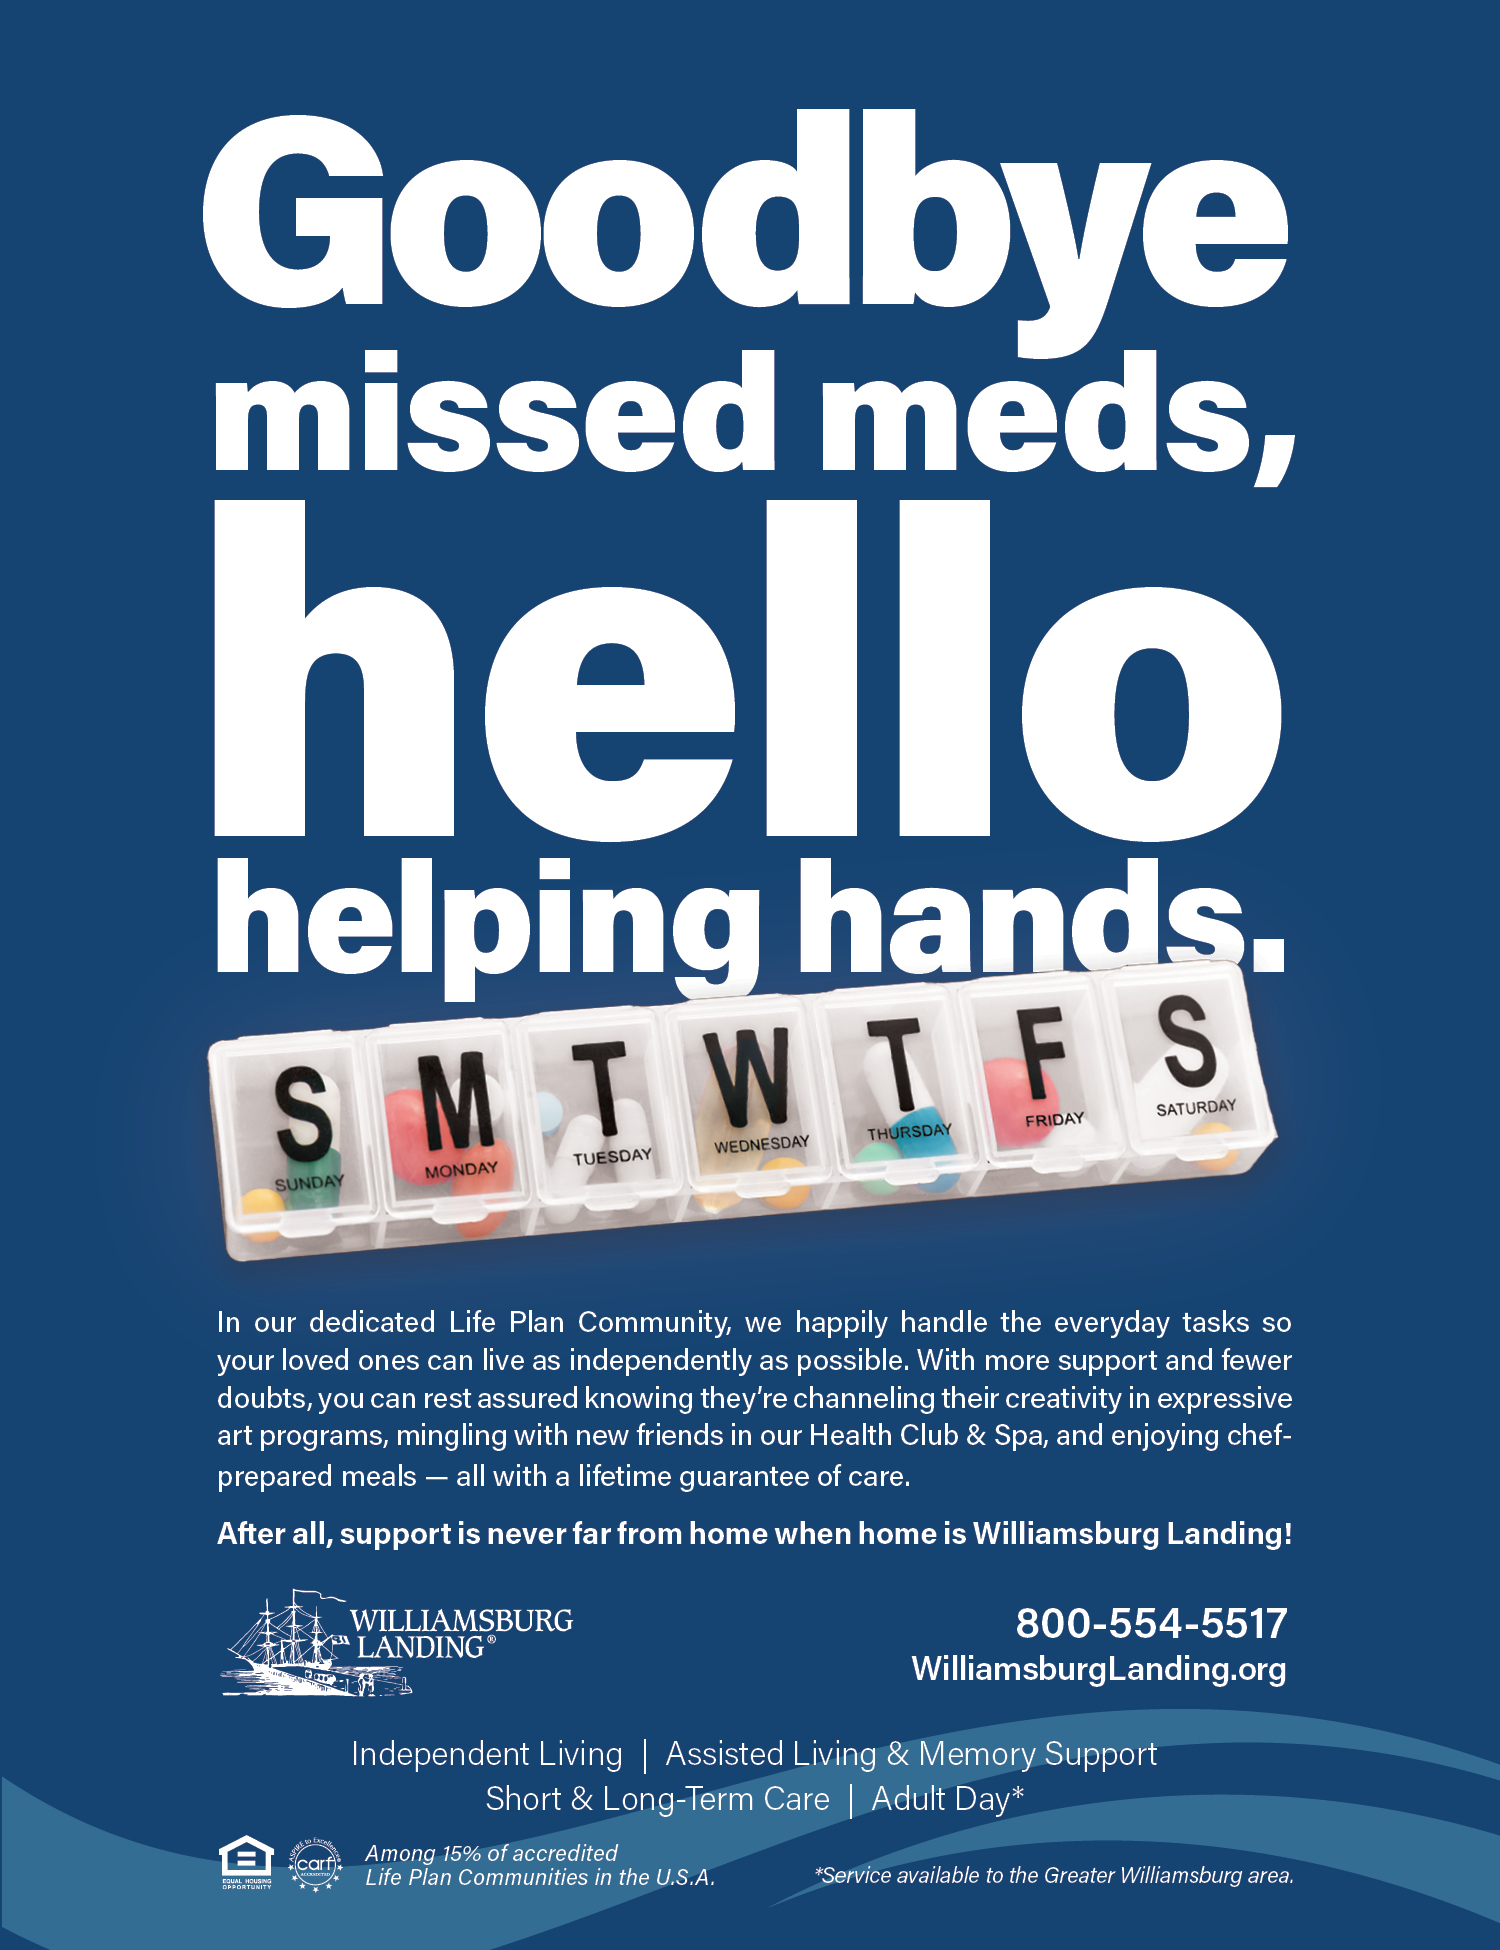 Goodbye
missed meds,
hello
helping hands.
S M T W T F S
SUNDAY MONDAY TUESDAY WEDNESDAY THURSDAY FRIDAY SATURDAY
In our dedicated Life Plan Community, we happily handle the everyday tasks so
your loved ones can live as independently as possible. With more support and fewer
doubts, you can rest assured knowing they're channeling their creativity in expressive
art programs, mingling with new friends in our Health Club & Spa, and enjoying chef-
prepared meals — all with a lifetime guarantee of care.
After all, support is never far from home when home is Williamsburg Landing!
WILLIAMSBURG
LANDING®
800-554-5517
WilliamsburgLanding.org
Independent Living | Assisted Living & Memory Support
Short & Long-Term Care | Adult Day*
EQUAL HOUSING
OPPORTUNITY
ASPIRE to Excellence®
carf
ACCREDITED
Among 15% of accredited
Life Plan Communities in the U.S.A.
*Service available to the Greater Williamsburg area.